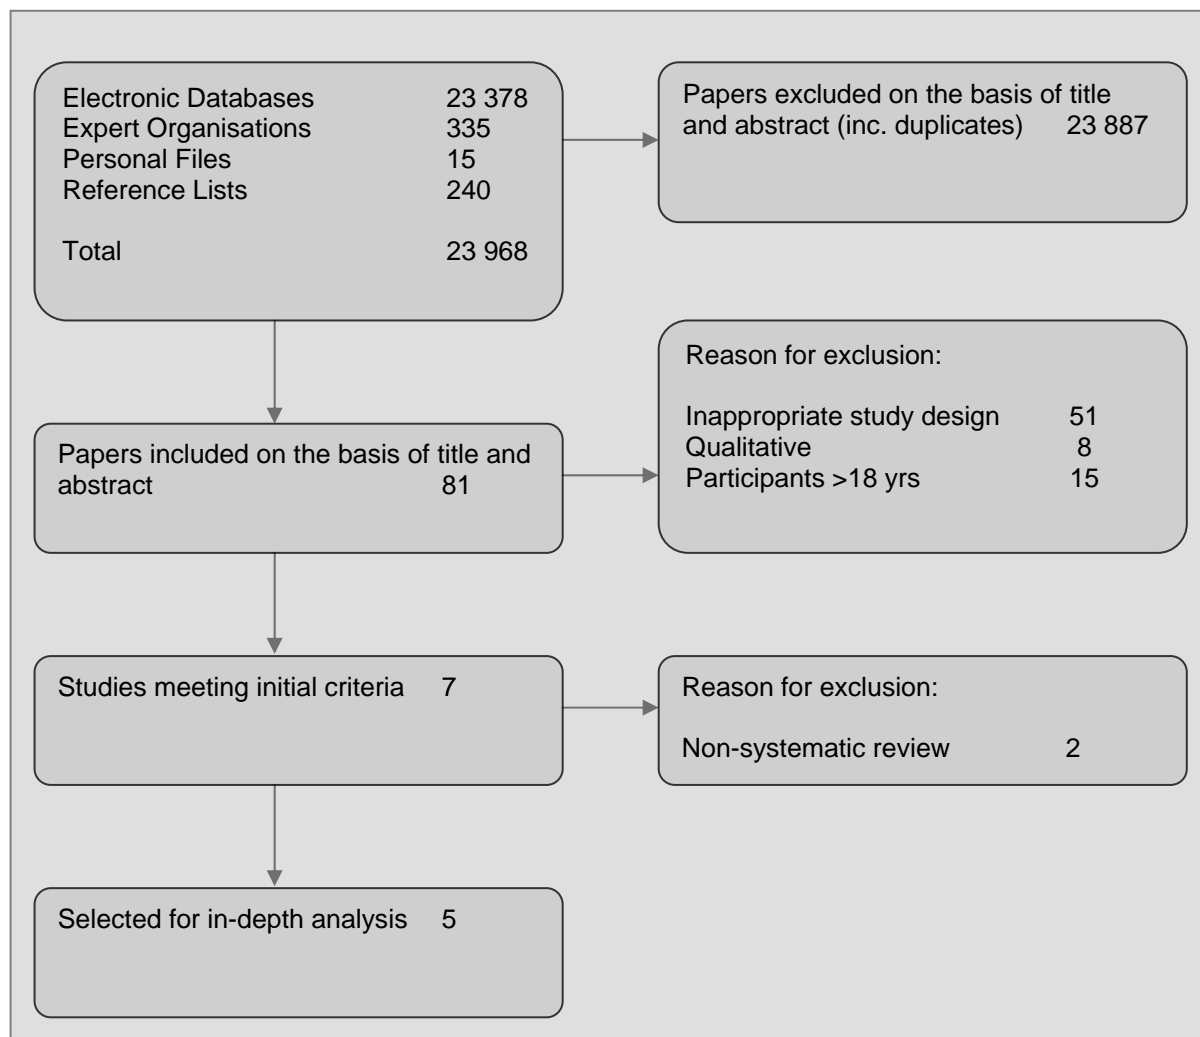 Electronic Databases 23 378
Expert Organisations 335
Personal Files 15
Reference Lists 240
Total 23 968
Papers excluded on the basis of title
and abstract (inc. duplicates) 23 887
Papers included on the basis of title and
abstract 81
Reason for exclusion:
Inappropriate study design 51
Qualitative 8
Participants >18 yrs 15
Studies meeting initial criteria 7
Reason for exclusion:
Non-systematic review 2
Selected for in-depth analysis 5